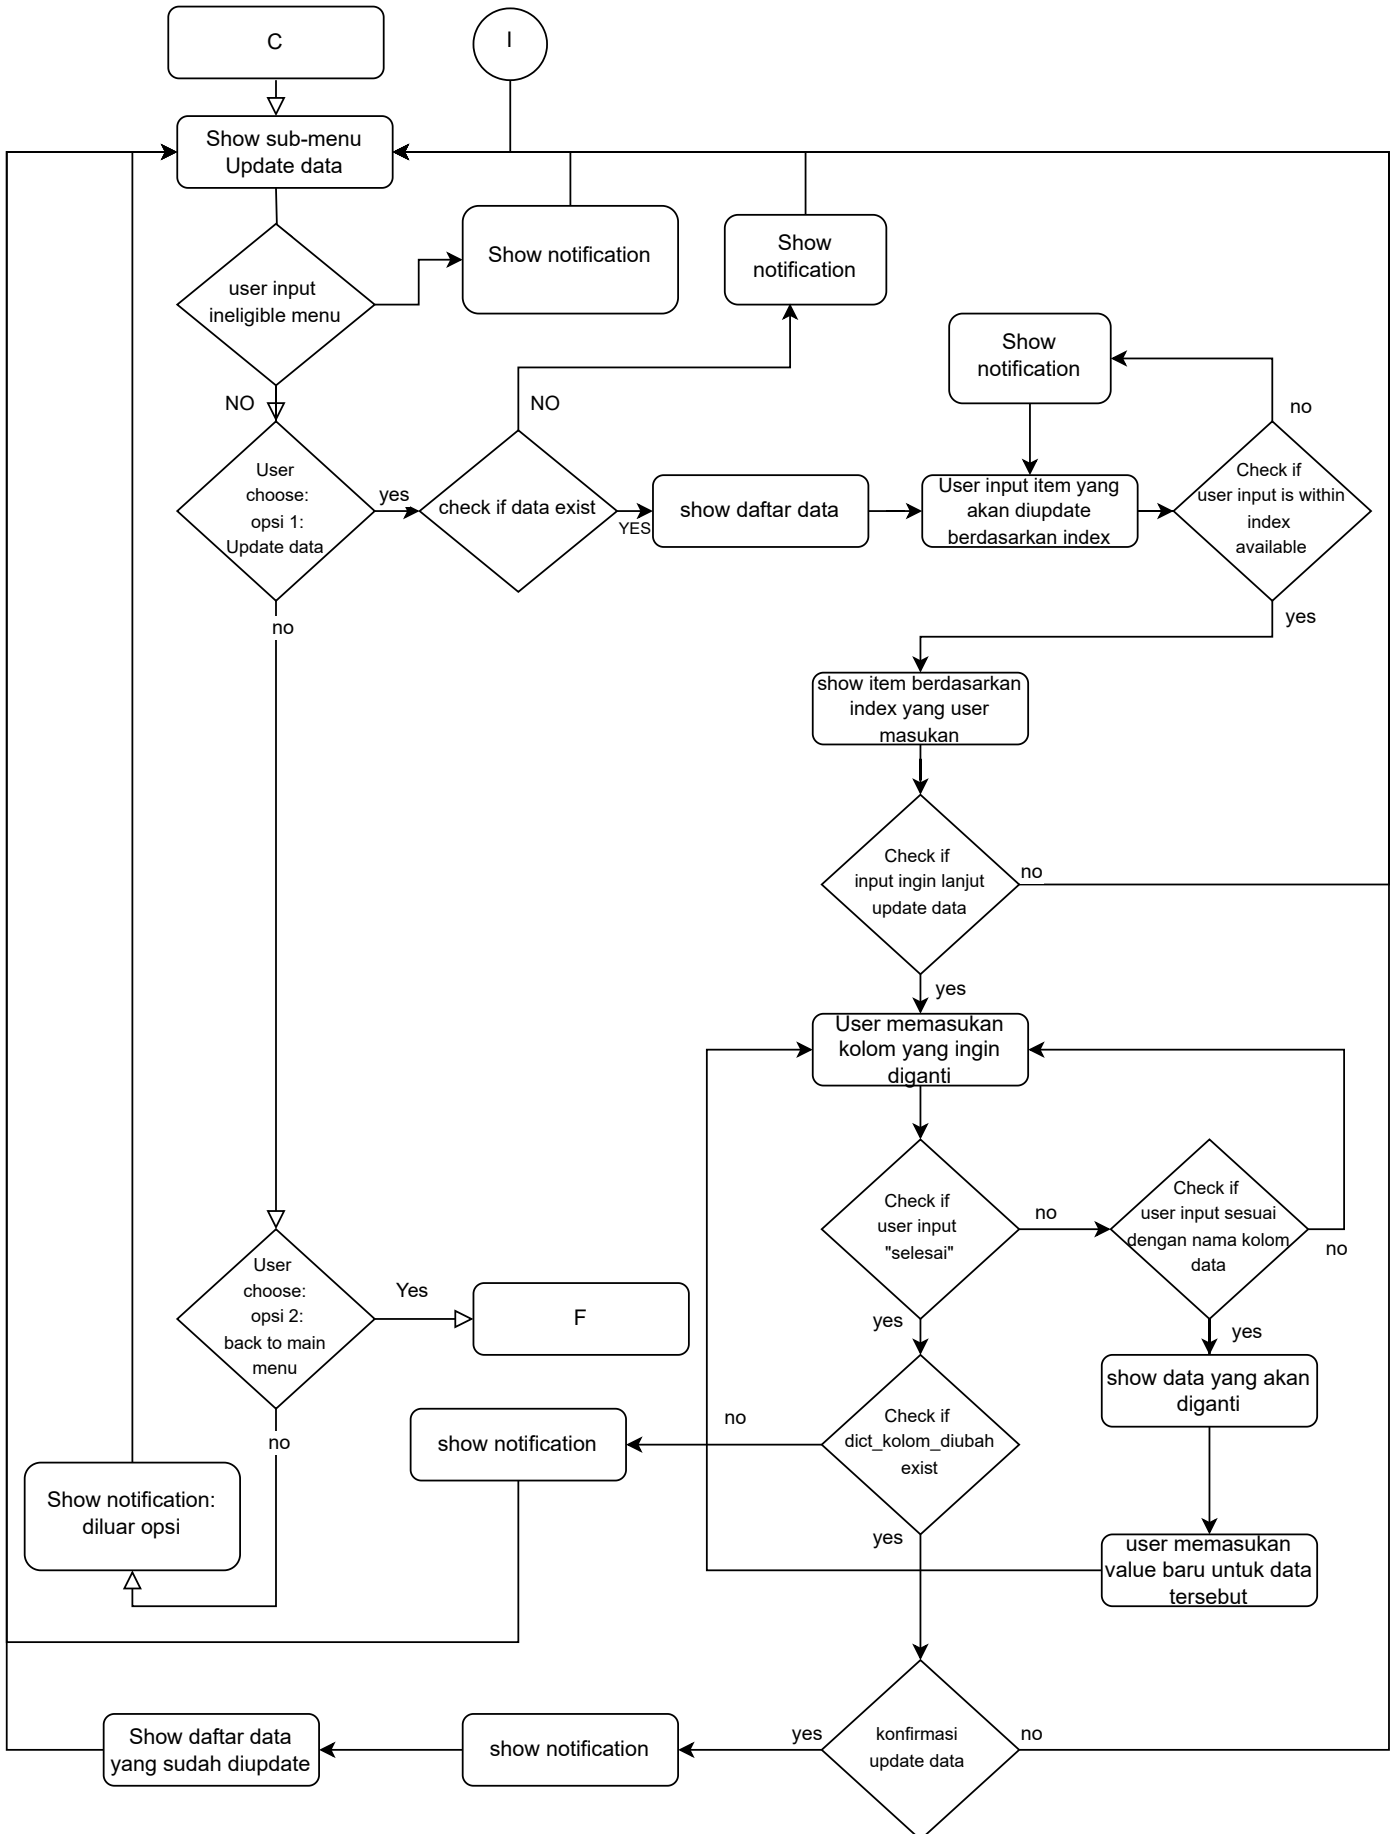 C
I
Show sub-menu
Update data
Show notification
Show
notification
user input
ineligible menu
Show
notification
NO
NO
no
User
choose:
opsi 1:
Update data
yes
check if data exist
YES
show daftar data
User input item yang
akan diupdate
berdasarkan index
Check if
user input is within
index
available
no
yes
show item berdasarkan
index yang user
masukan
Check if
input ingin lanjut
update data
no
yes
User memasukan
kolom yang ingin
diganti
Check if
user input
"selesai"
no
Check if
user input sesuai
dengan nama kolom
data
no
User
choose:
opsi 2:
back to main
menu
Yes
F
yes
yes
show data yang akan
diganti
no
show notification
no
Check if
dict_kolom_diubah
exist
Show notification:
diluar opsi
yes
user memasukan
value baru untuk data
tersebut
Show daftar data
yang sudah diupdate
show notification
yes
konfirmasi
update data
no